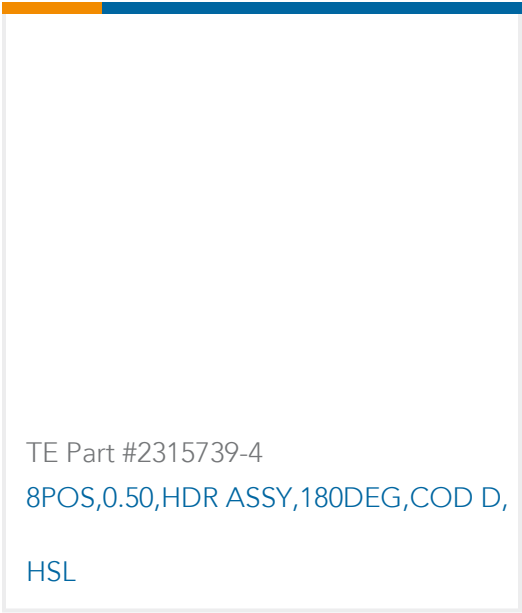 TE Part #2315739-4
8POS,0.50,HDR ASSY,180DEG,COD D,
HSL